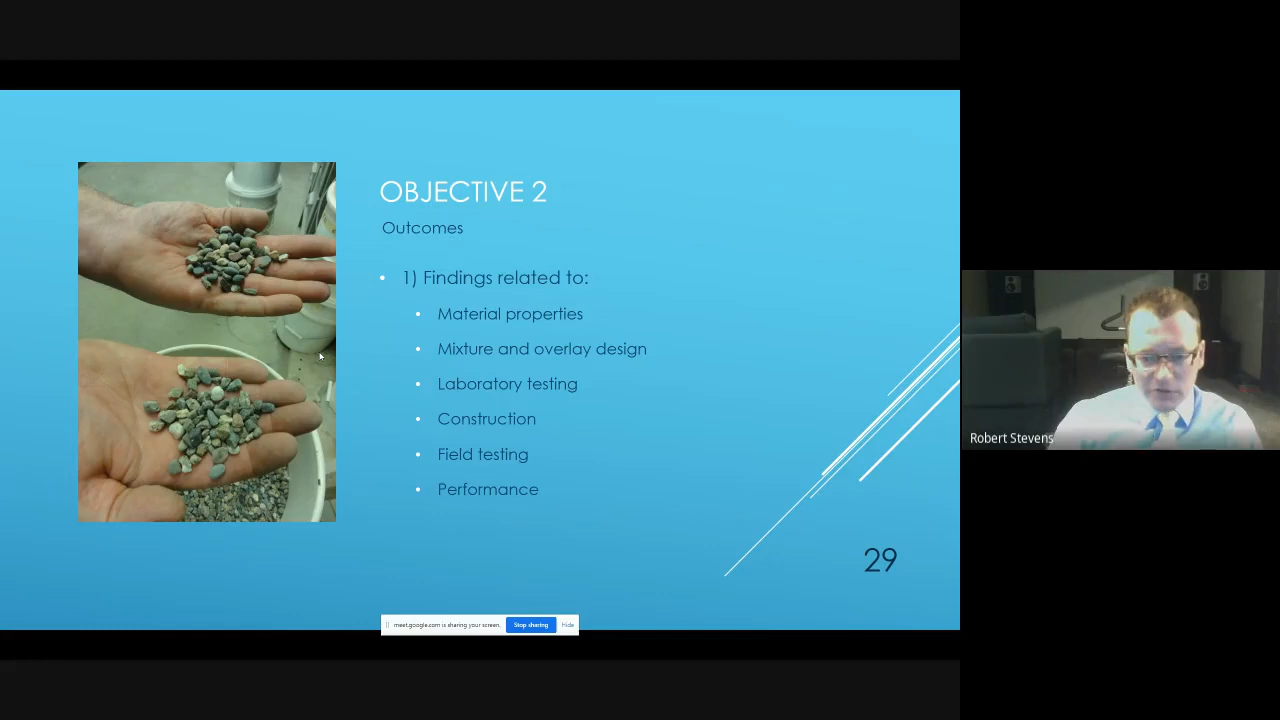 OBJECTIVE 2
Outcomes
1) Findings related to:
Material properties
Mixture and overlay design
Laboratory testing
Construction
Field testing
Performance
29
meet.google.com is sharing your screen.
Stop sharing
Hide
Robert Stevens